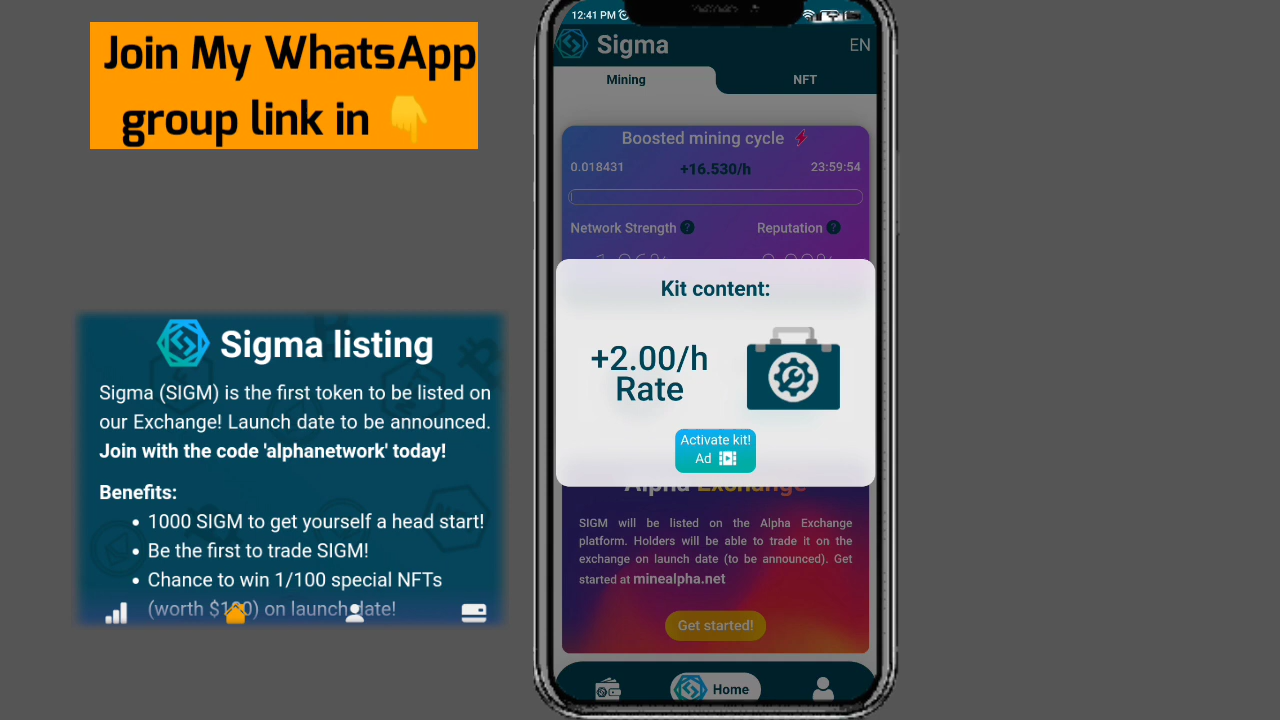 Join My WhatsApp
group link in 👇
Sigma listing
Sigma (SIGM) is the first token to be listed on
our Exchange! Launch date to be announced.
Join with the code 'alphanetwork' today!
Benefits:
• 1000 SIGM to get yourself a head start!
• Be the first to trade SIGM!
• Chance to win 1/100 special NFTs
(worth $100) on launch date!
12:41 PM
Sigma
EN
Mining
NFT
Boosted mining cycle
0.018431
+16.530/h
23:59:54
Network Strength ?
Reputation ?
Kit content:
+2.00/h
Rate
Activate kit!
Ad
Alpha Exchange
SIGM will be listed on the Alpha Exchange
platform. Holders will be able to trade it on the
exchange on launch date (to be announced). Get
started at minealpha.net
Get started!
Home